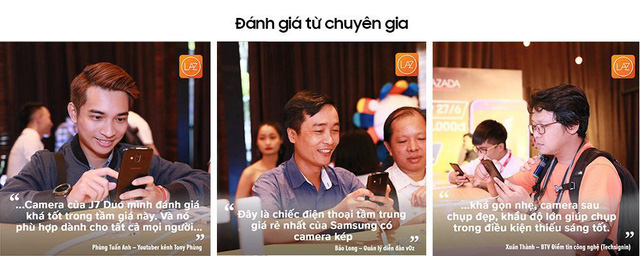 Đánh giá từ chuyên gia
LAZ
“ ...Camera của J7 Duo mình đánh giá
khá tốt trong tầm giá này. Và nó
phù hợp dành cho tất cả mọi người... ”
Phùng Tuấn Anh – Youtuber kênh Tony Phùng
LAZ
“ Đây là chiếc điện thoại tầm trung
giá rẻ nhất của Samsung có
camera kép ”
Bảo Long – Quản lý diễn đàn vOz
LAZ
ZADA
27/6
“ ...khá gọn nhẹ, camera sau
chụp đẹp, khẩu độ lớn giúp chụp
trong điều kiện thiếu sáng tốt. ”
Xuân Thành – BTV Điểm tin công nghệ (Techsignin)